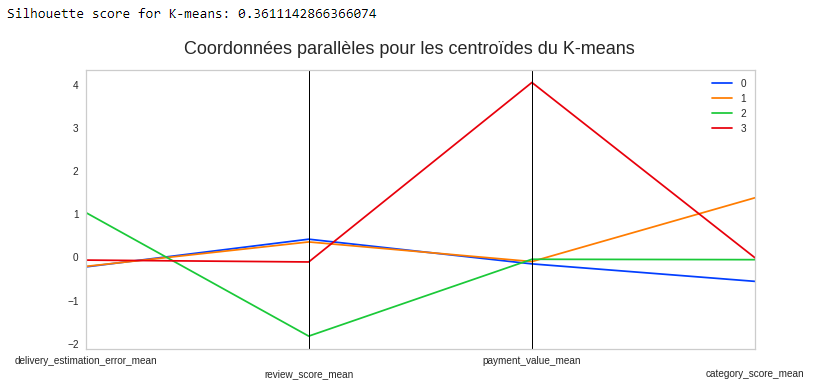 Silhouette score for K-means: 0.3611142866366074
Coordonnées parallèles pour les centroïdes du K-means
4
3
2
1
0
−1
−2
0
1
2
3
delivery_estimation_error_mean
review_score_mean
payment_value_mean
category_score_mean